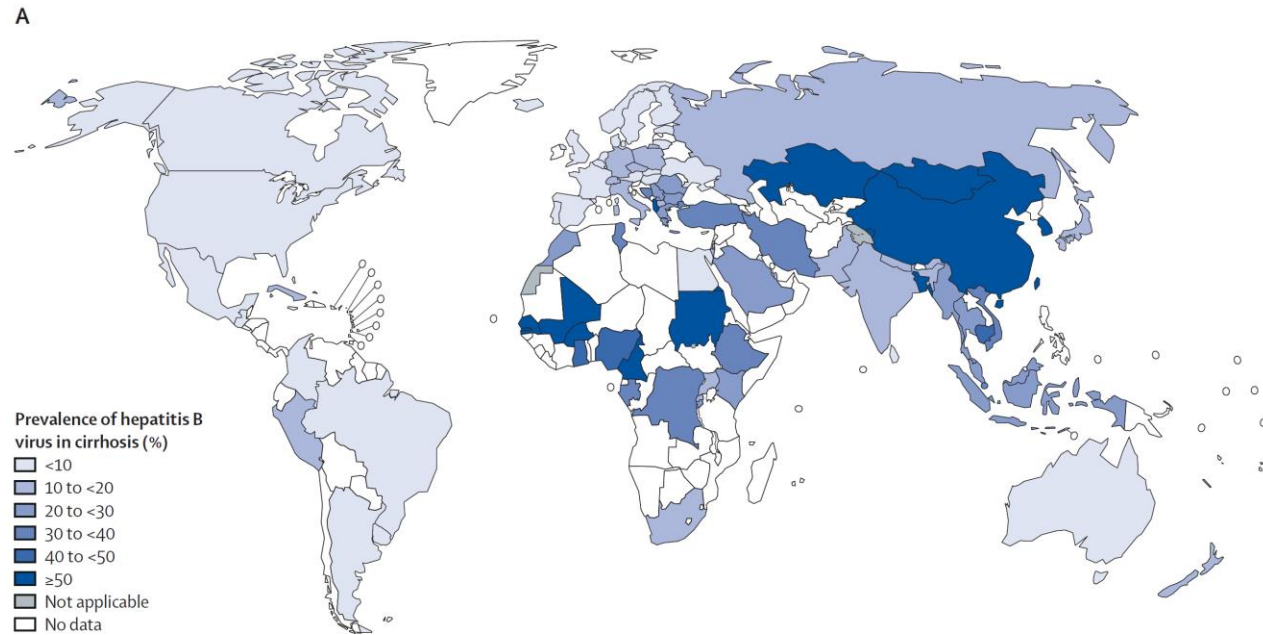 A
Prevalence of hepatitis B
virus in cirrhosis (%)
<10
10 to <20
20 to <30
30 to <40
40 to <50
≥50
Not applicable
No data